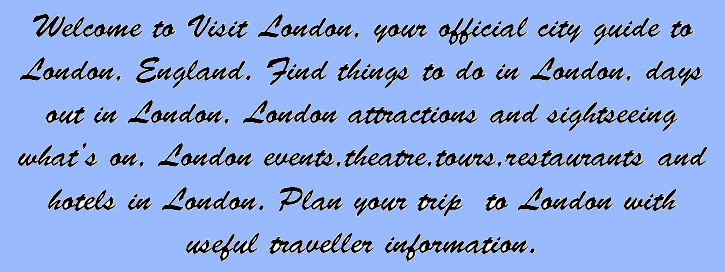 Welcome to Visit London, your official city guide to
London, England. Find things to do in London, days
out in London, London attractions and sightseeing
what's on, London events,theatre,tours,restaurants and
hotels in London. Plan your trip  to London with
useful traveller information.